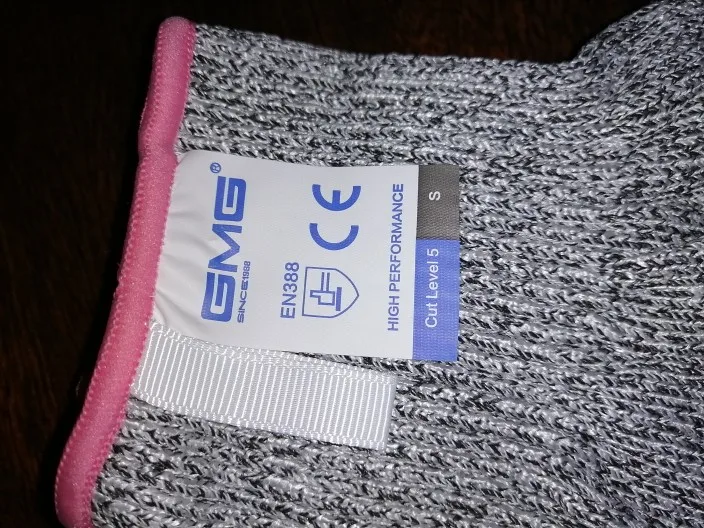 GMG®
SINCE1988
CE
EN388
HIGH PERFORMANCE
Cut Level 5
S